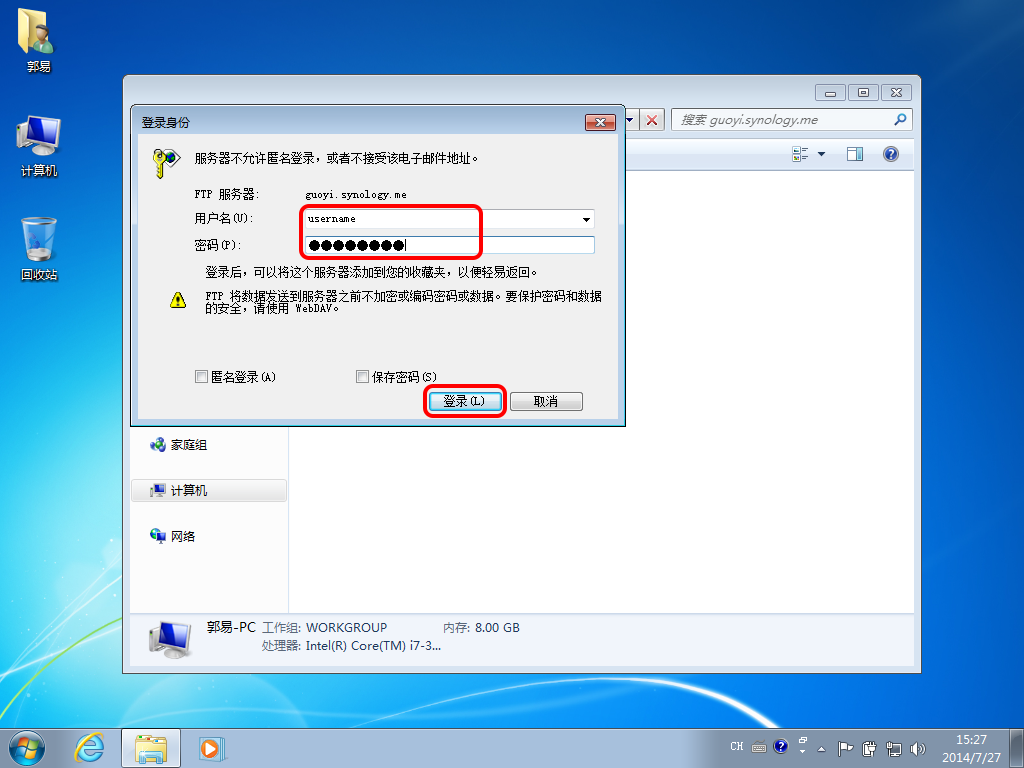 郭易
计算机
回收站
搜索 guoyi.synology.me
登录身份
服务器不允许匿名登录，或者不接受该电子邮件地址。
FTP 服务器:
guoyi.synology.me
用户名(U):
username
密码(P):
●●●●●●●●
登录后，可以将这个服务器添加到您的收藏夹，以便轻易返回。
FTP 将数据发送到服务器之前不加密或编码密码或数据。要保护密码和数据
的安全，请使用 WebDAV。
匿名登录(A)
保存密码(S)
登录(L)
取消
家庭组
计算机
网络
郭易-PC 工作组: WORKGROUP 内存: 8.00 GB
处理器: Intel(R) Core(TM) i7-3...
CH
15:27
2014/7/27